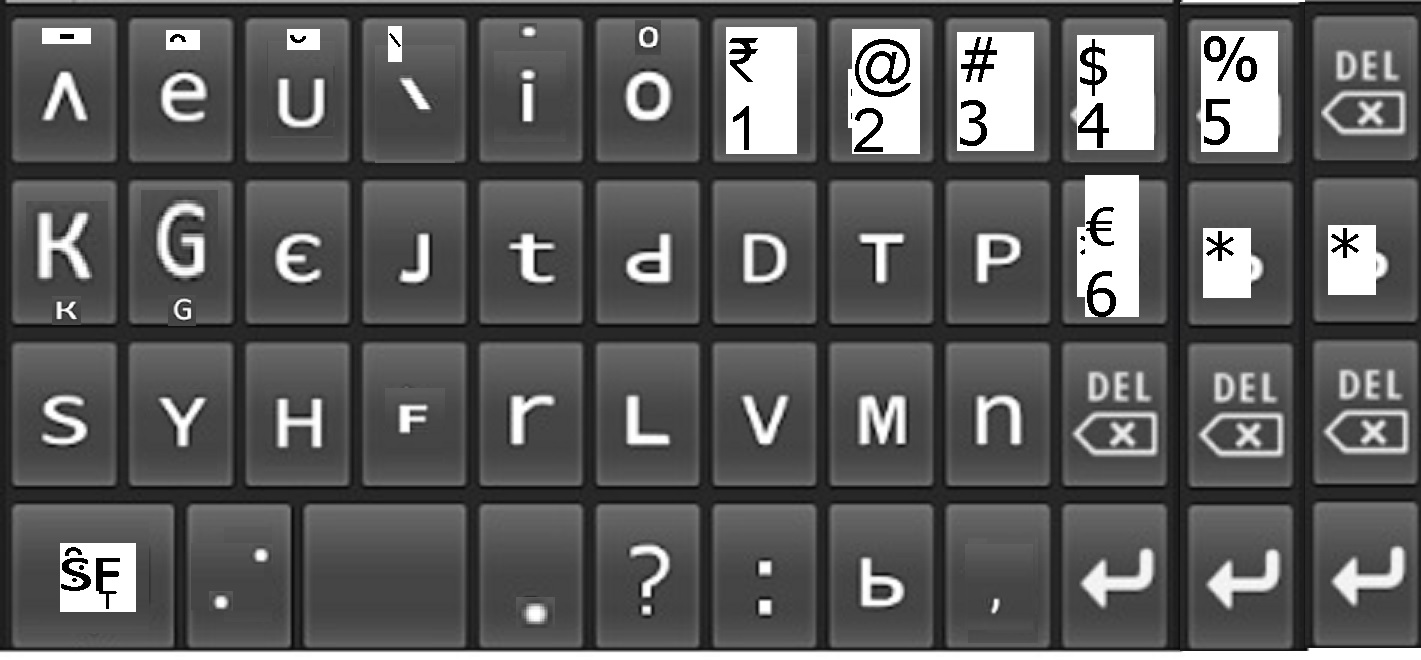 ʌ e u ` i o ₹ @ # $ % DEL
1 2 3 4 5
K G є J t d D T P € * *
K G 6
S Y H F r L V M n DEL DEL DEL
ŜF .· . ? : Ь ,